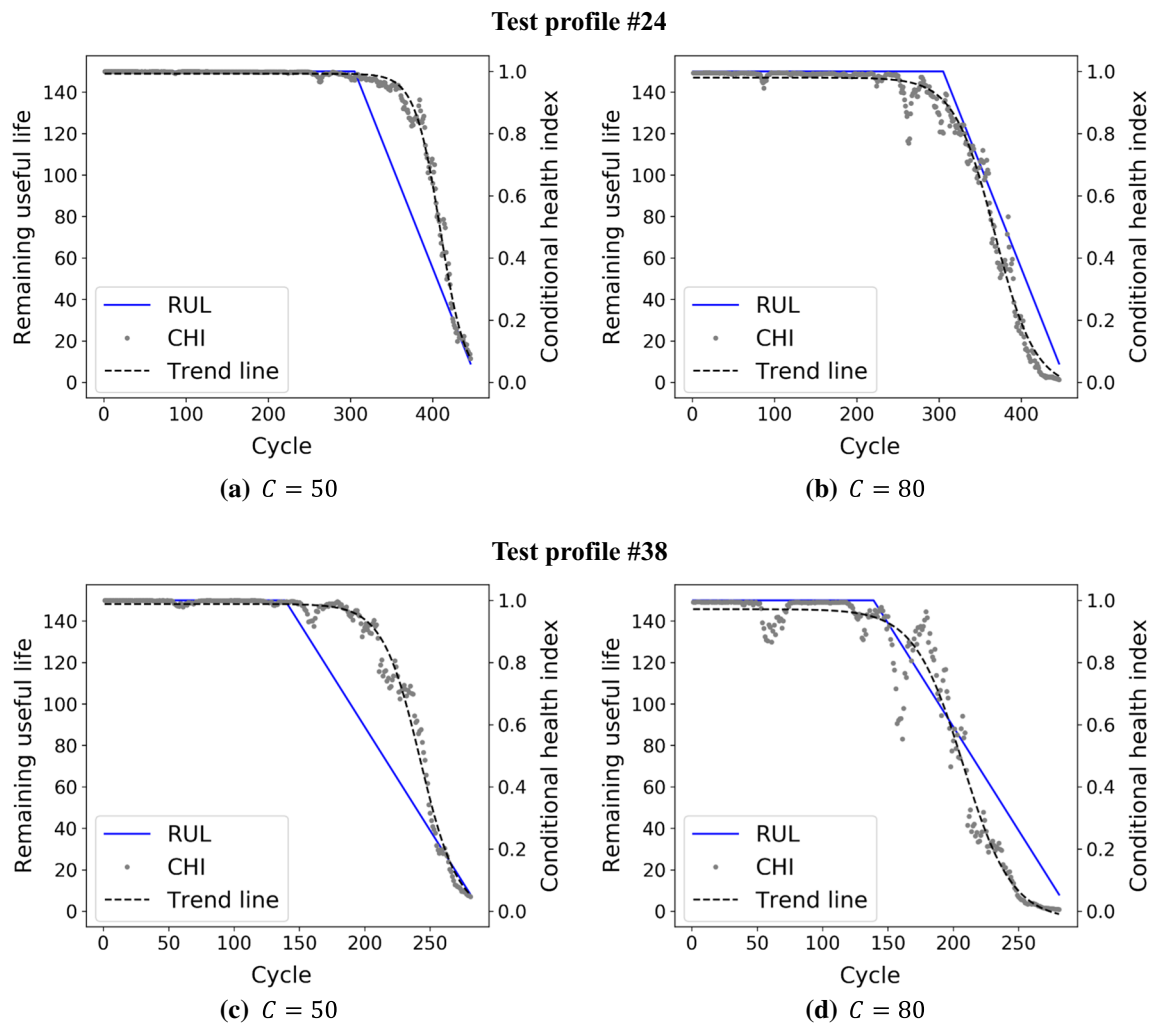 Test profile #24
Remaining useful life
140
120
100
80
60
40
20
0
1.0
0.8
0.6
0.4
0.2
0.0
Conditional health index
RUL
CHI
Trend line
0 100 200 300 400
Cycle
(a) C = 50
Remaining useful life
140
120
100
80
60
40
20
0
1.0
0.8
0.6
0.4
0.2
0.0
Conditional health index
RUL
CHI
Trend line
0 100 200 300 400
Cycle
(b) C = 80
Test profile #38
Remaining useful life
140
120
100
80
60
40
20
0
1.0
0.8
0.6
0.4
0.2
0.0
Conditional health index
RUL
CHI
Trend line
0 50 100 150 200 250
Cycle
(c) C = 50
Remaining useful life
140
120
100
80
60
40
20
0
1.0
0.8
0.6
0.4
0.2
0.0
Conditional health index
RUL
CHI
Trend line
0 50 100 150 200 250
Cycle
(d) C = 80